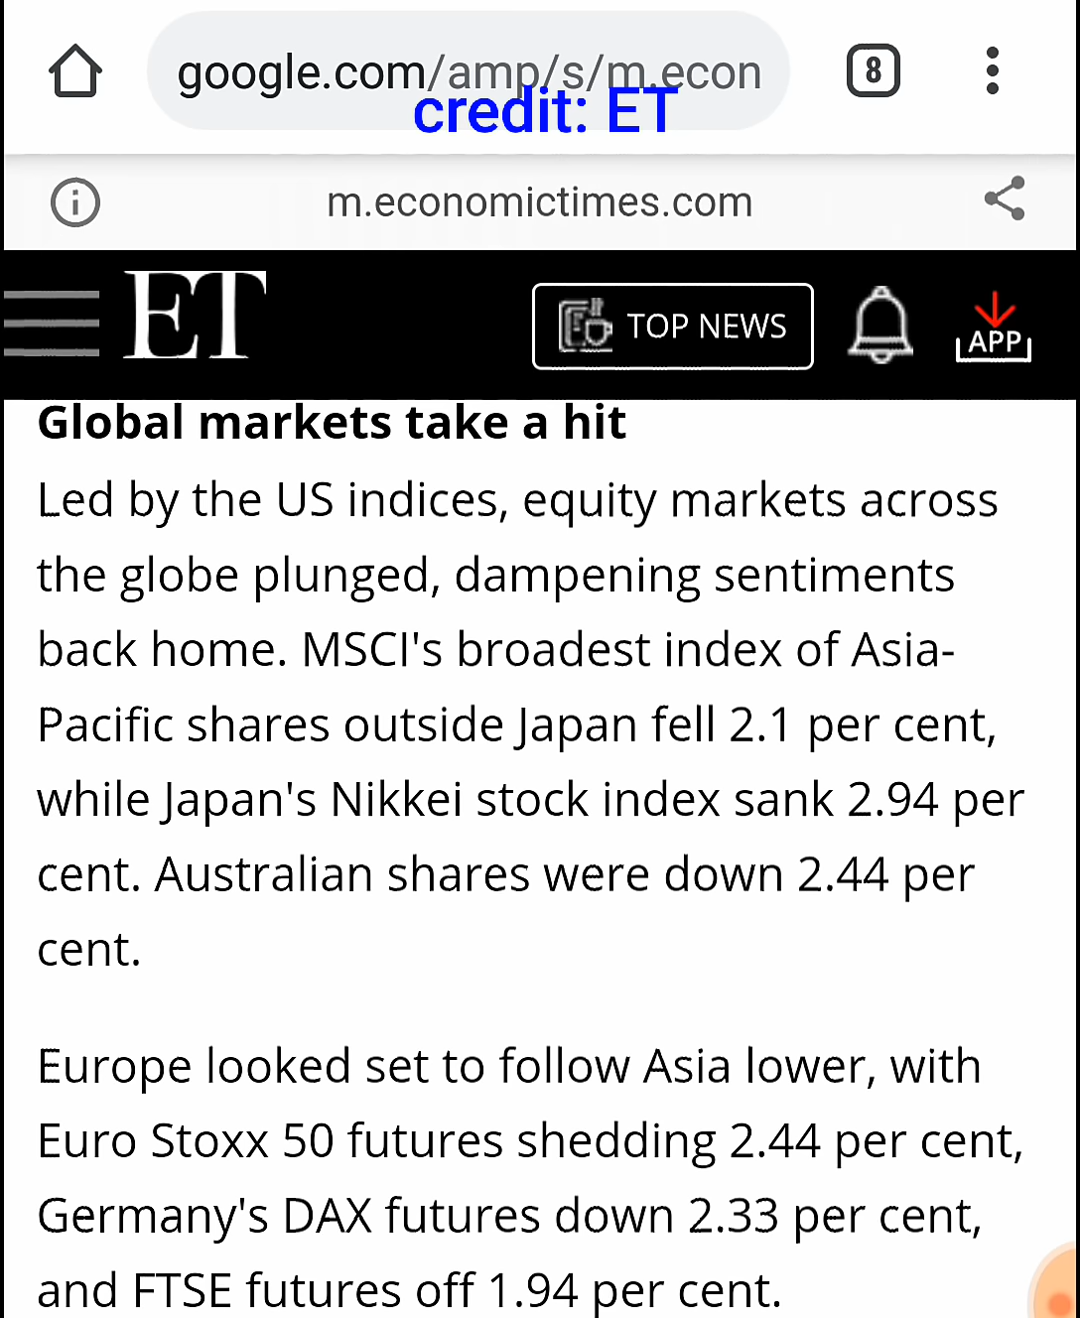 google.com/amp/s/m.econ
8
credit: ET
m.economictimes.com
ET
TOP NEWS
APP
Global markets take a hit
Led by the US indices, equity markets across
the globe plunged, dampening sentiments
back home. MSCI's broadest index of Asia-
Pacific shares outside Japan fell 2.1 per cent,
while Japan's Nikkei stock index sank 2.94 per
cent. Australian shares were down 2.44 per
cent.
Europe looked set to follow Asia lower, with
Euro Stoxx 50 futures shedding 2.44 per cent,
Germany's DAX futures down 2.33 per cent,
and FTSE futures off 1.94 per cent.